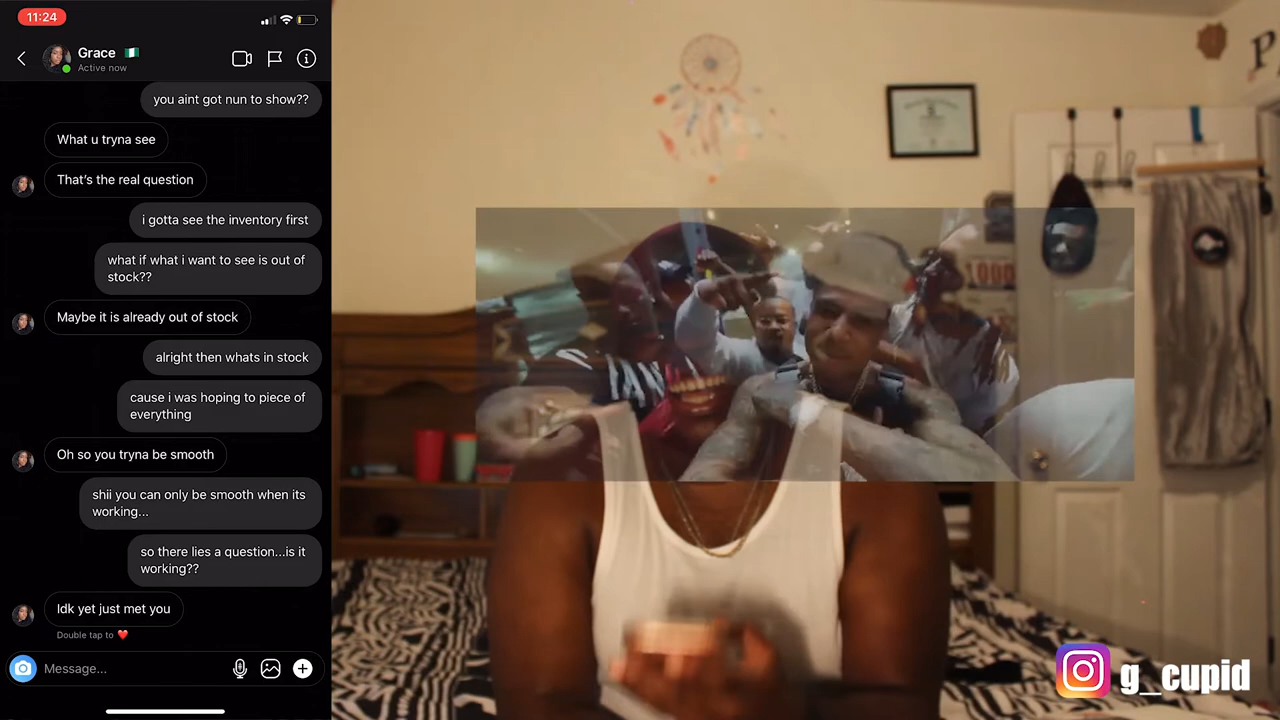 11:24
Grace
Active now
you aint got nun to show??
What u tryna see
That's the real question
i gotta see the inventory first
what if what i want to see is out of
stock??
Maybe it is already out of stock
alright then whats in stock
cause i was hoping to piece of
everything
Oh so you tryna be smooth
shii you can only be smooth when its
working...
so there lies a question...is it
working??
Idk yet just met you
Double tap to ❤️
Message...
g_cupid